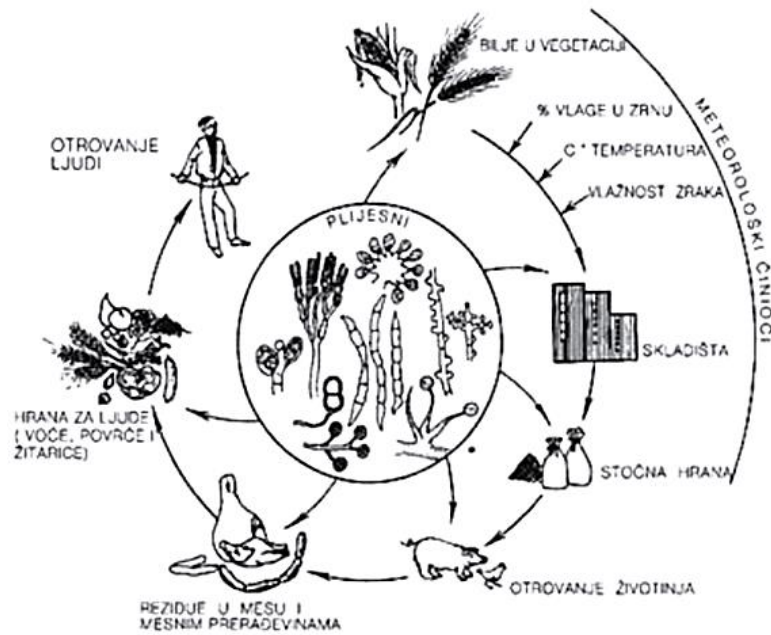 BILJE U VEGETACIJI
% VLAGE U ZRNU
C° TEMPERATURA
VLAŽNOST ZRAKA
METEOROLOŠKI ČINIOCI
OTROVANJE
LJUDI
PLIJESNI
SKLADIŠTA
HRANA ZA LJUDE
( VOĆE, POVRĆE I
ŽITARICE)
STOČNA HRANA
OTROVANJE ŽIVOTINJA
REZIDUE U MESU I
MESNIM PRERAĐEVINAMA